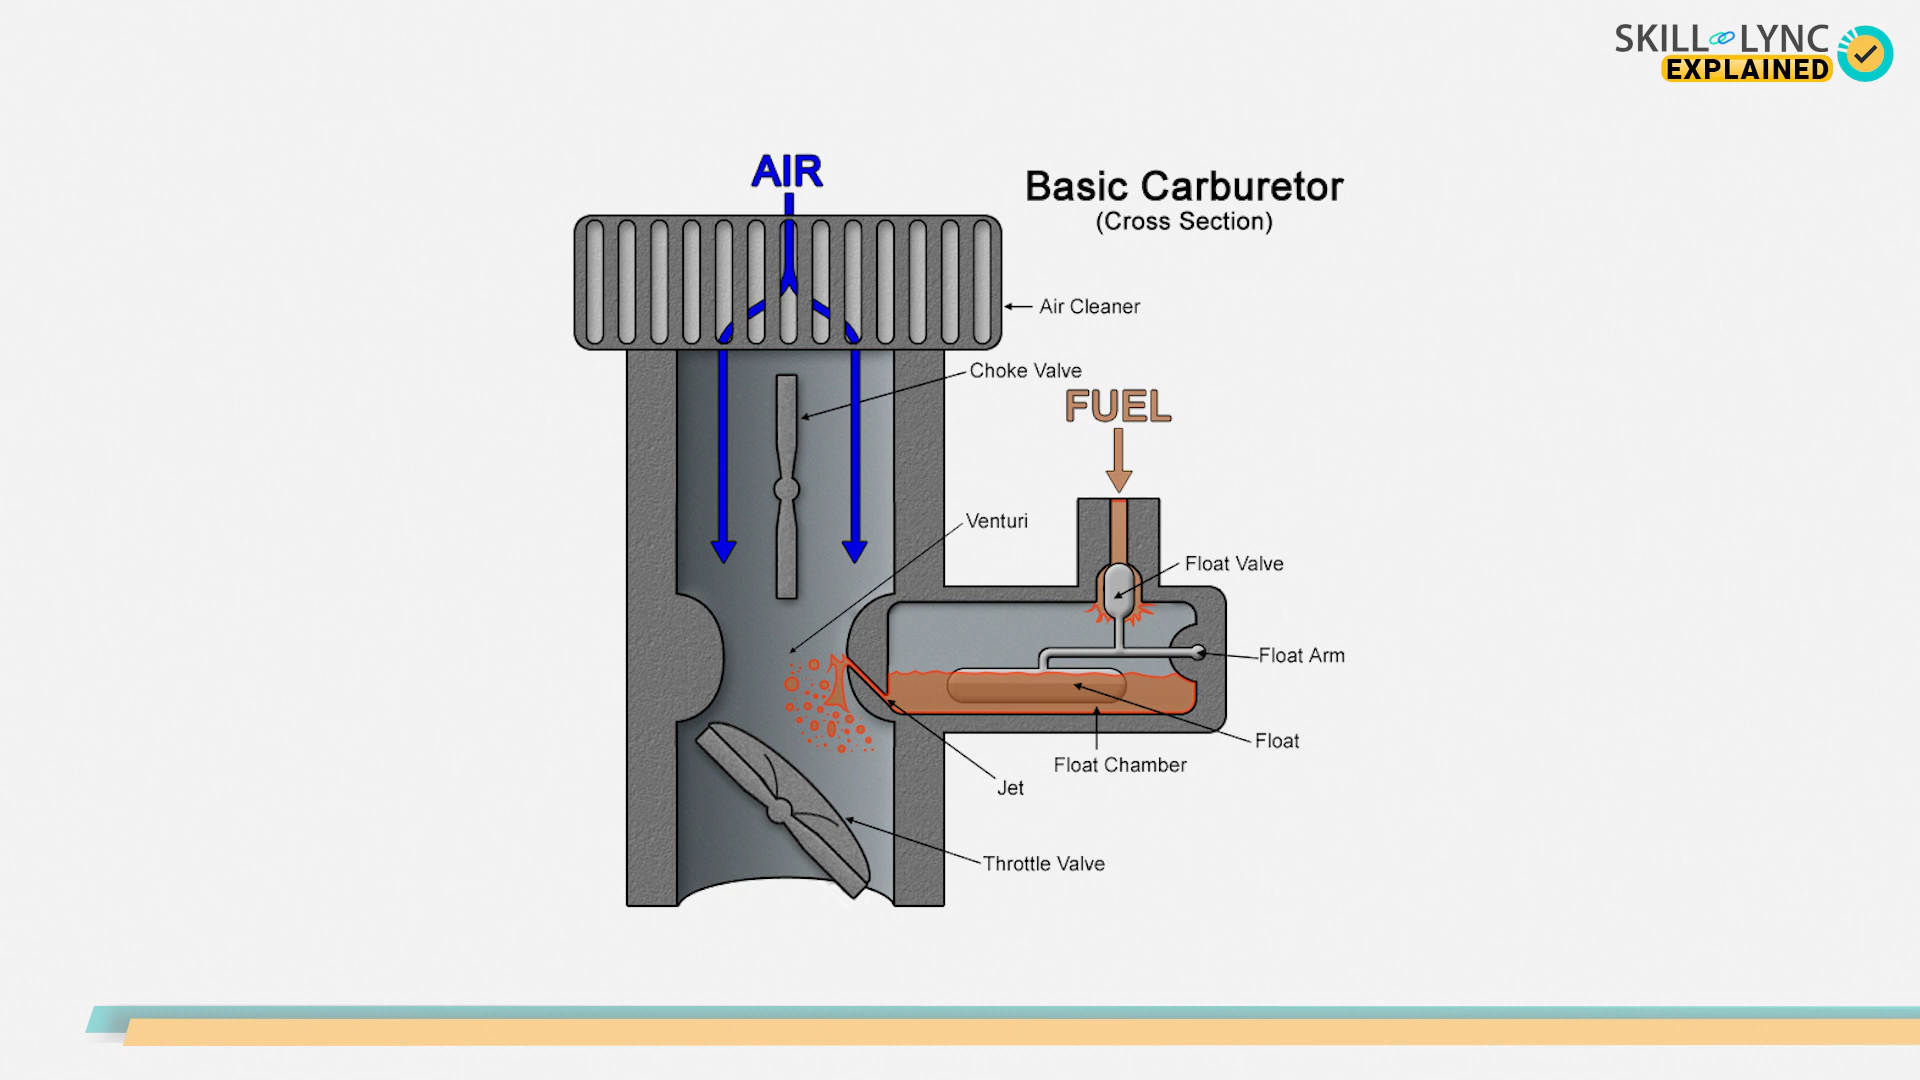 SKILL LYNC
EXPLAINED
AIR
Basic Carburetor
(Cross Section)
Air Cleaner
Choke Valve
FUEL
Venturi
Float Valve
Float Arm
Float
Float Chamber
Jet
Throttle Valve